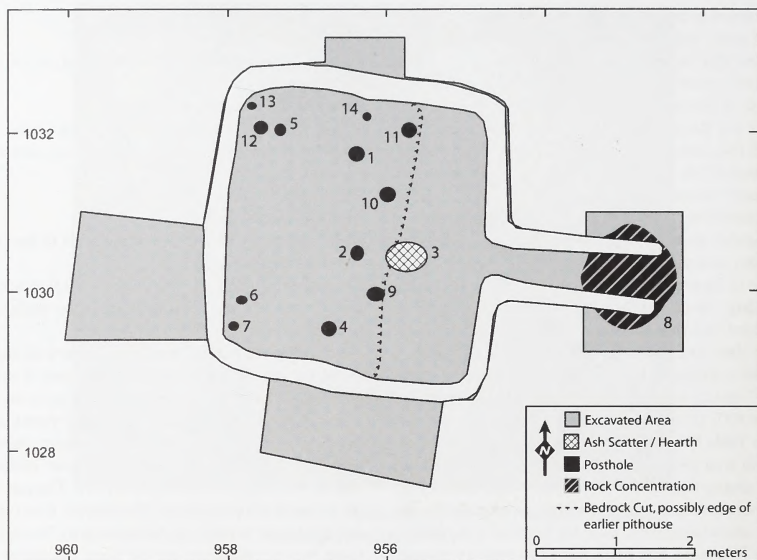 1032
1030
1028
960
958
956
13
12
5
14
11
1
10
2
3
6
7
9
4
8
N
Excavated Area
Ash Scatter / Hearth
Posthole
Rock Concentration
Bedrock Cut, possibly edge of
earlier pithouse
0 1 2
meters